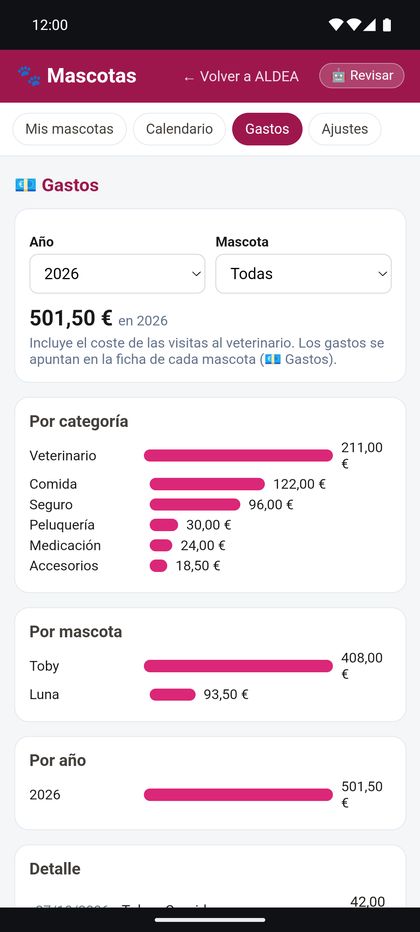 12:00
Mascotas
← Volver a ALDEA
Revisar
Mis mascotas
Calendario
Gastos
Ajustes
Gastos
Año
Mascota
2026
Todas
501,50 € en 2026
Incluye el coste de las visitas al veterinario. Los gastos se
apuntan en la ficha de cada mascota (💶 Gastos).
Por categoría
Veterinario 211,00 €
Comida 122,00 €
Seguro 96,00 €
Peluquería 30,00 €
Medicación 24,00 €
Accesorios 18,50 €
Por mascota
Toby 408,00 €
Luna 93,50 €
Por año
2026 501,50 €
Detalle
42,00